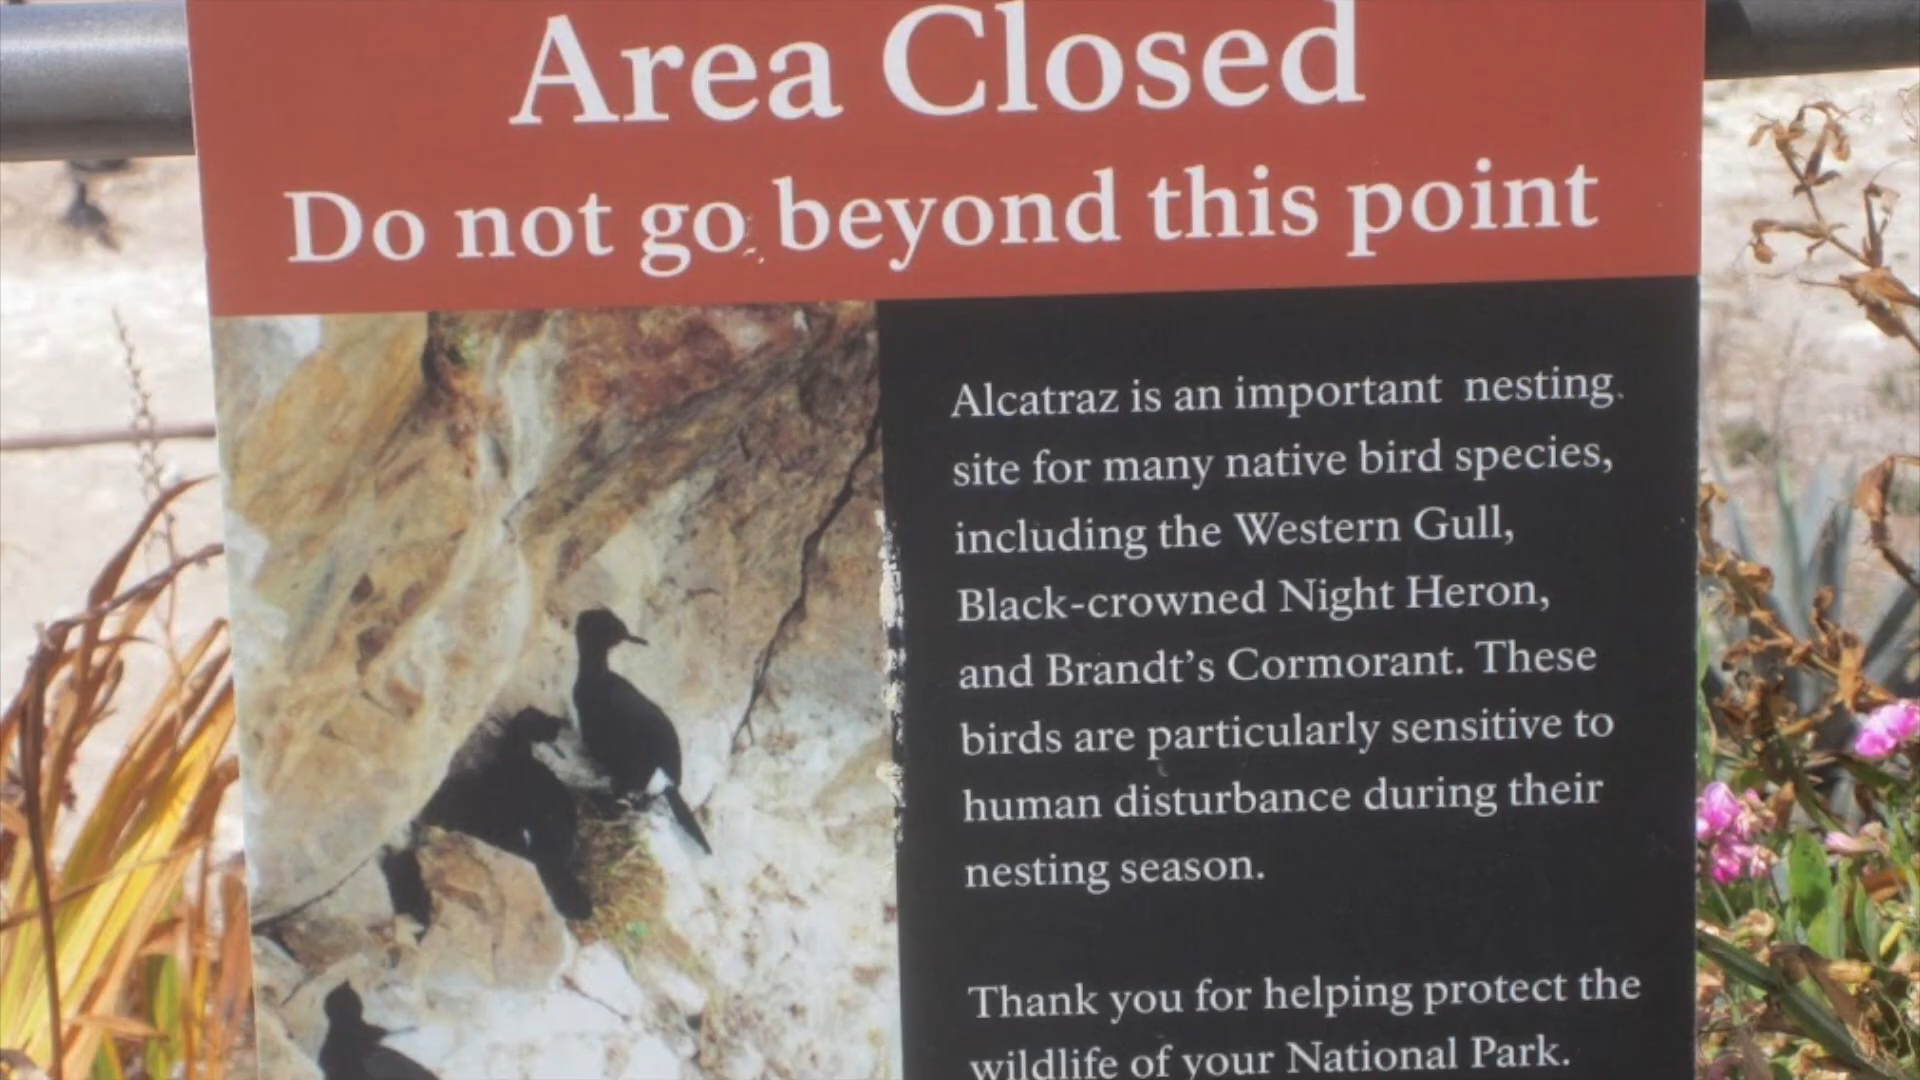 Area Closed
Do not go beyond this point
Alcatraz is an important nesting
site for many native bird species,
including the Western Gull,
Black-crowned Night Heron,
and Brandt's Cormorant. These
birds are particularly sensitive to
human disturbance during their
nesting season.
Thank you for helping protect the
wildlife of your National Park.